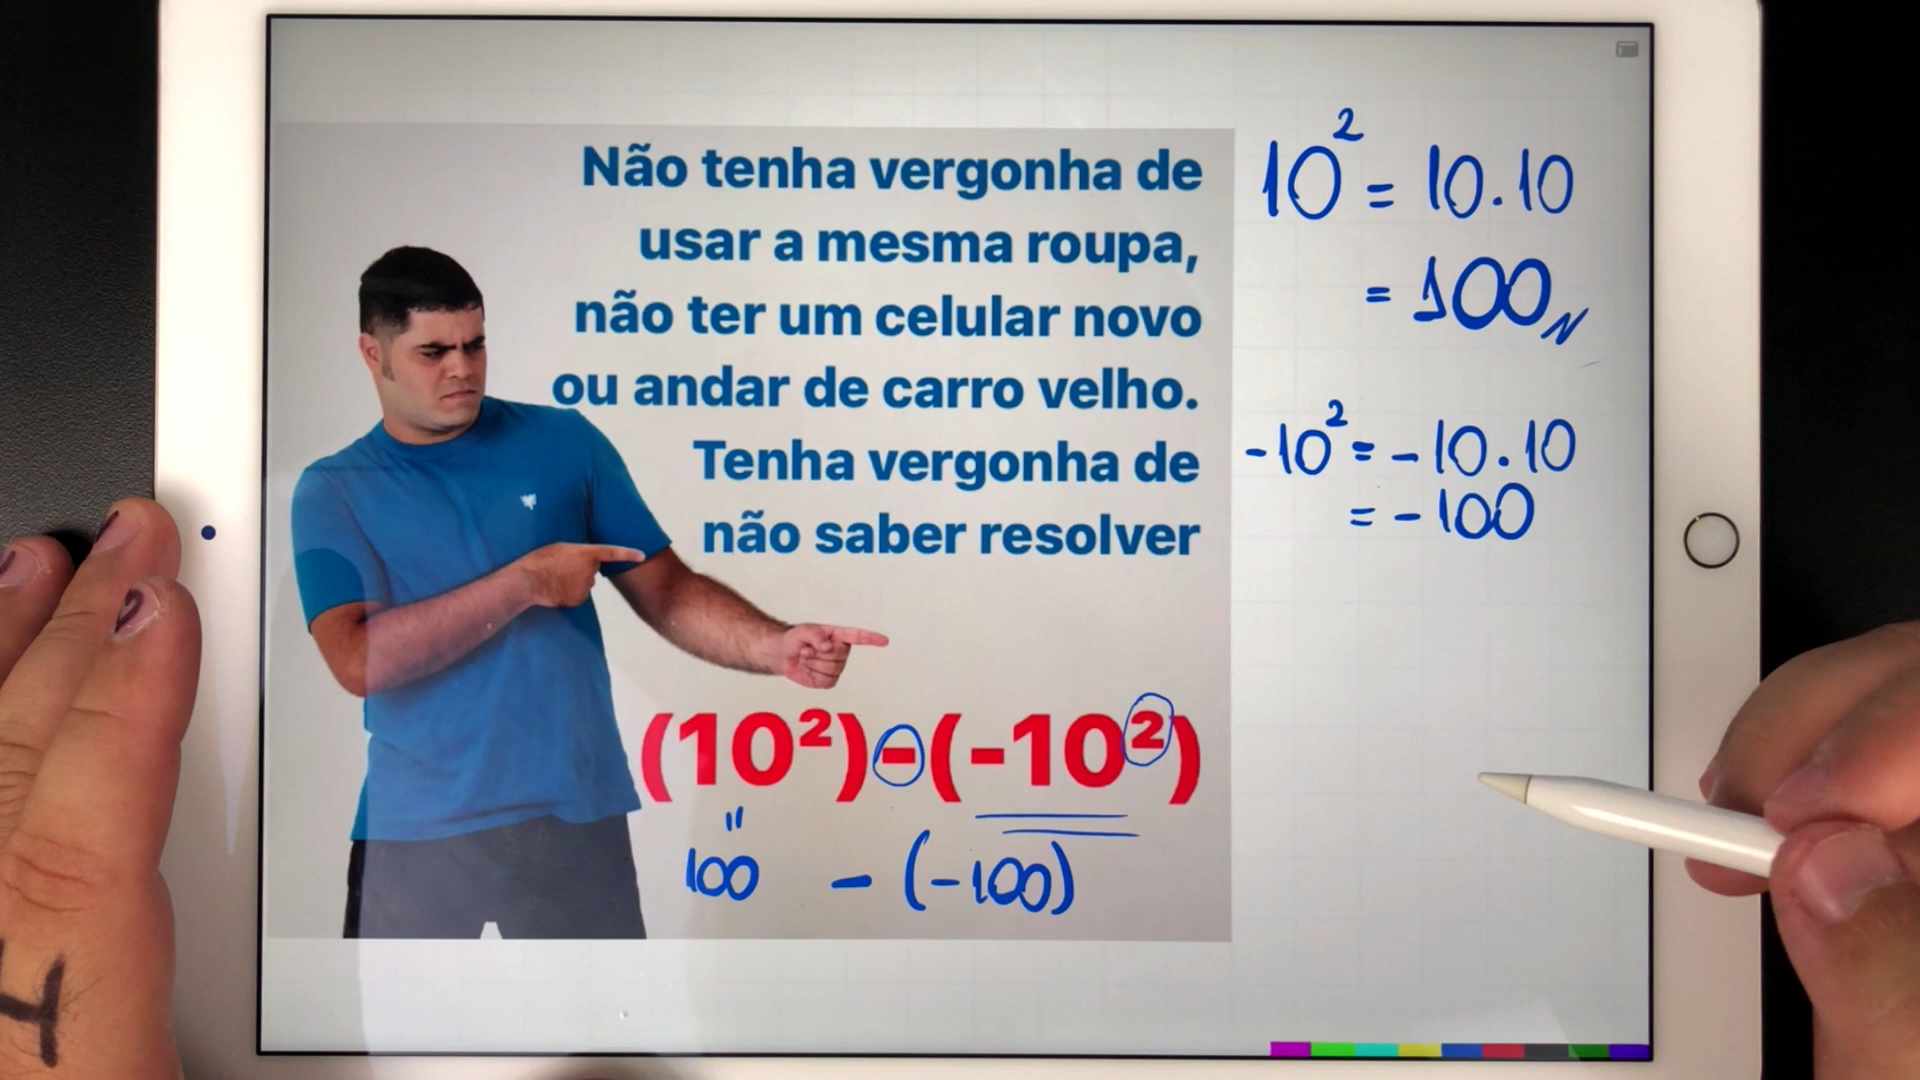 Não tenha vergonha de
usar a mesma roupa,
não ter um celular novo
ou andar de carro velho.
Tenha vergonha de
não saber resolver
(10²)-(-10²)
"
100 - (-100)
10² = 10.10
= 100
-10² = -10.10
= -100